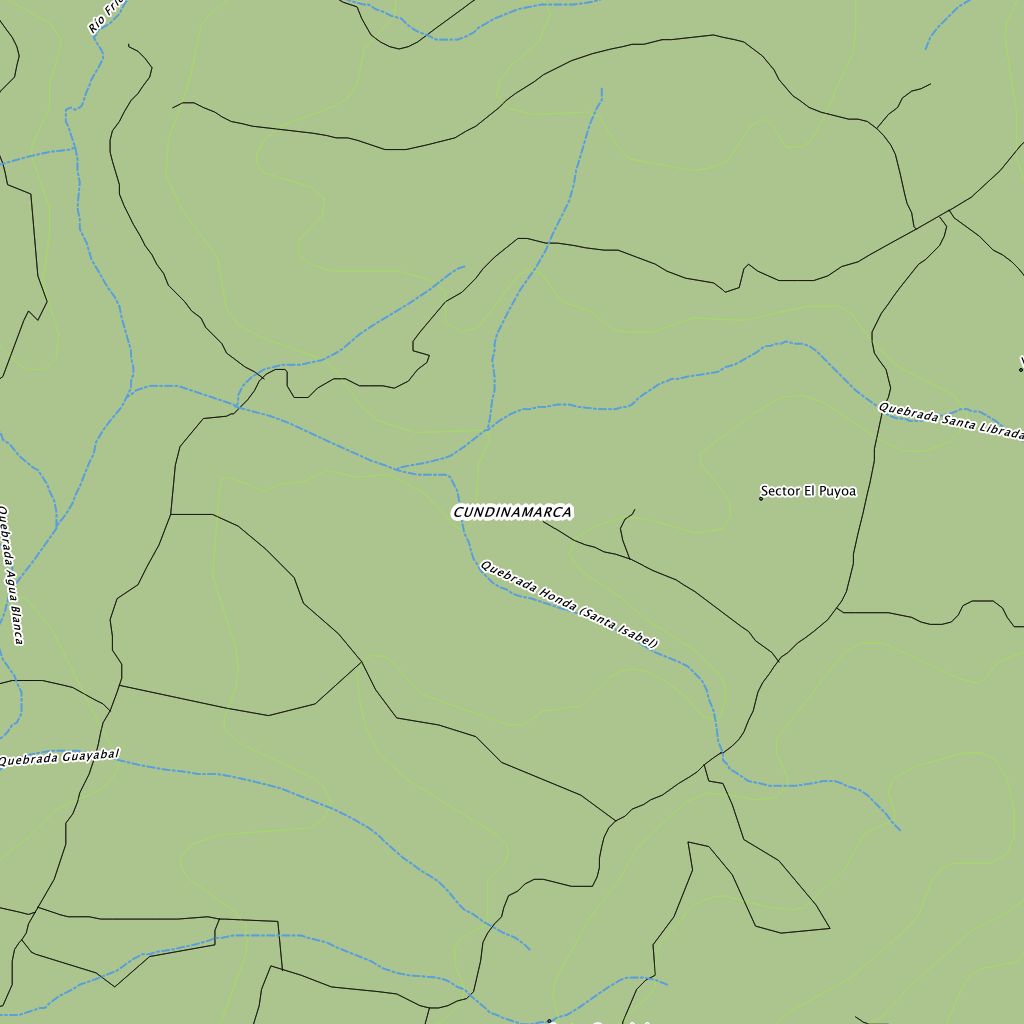 Río Frío
Quebrada Santa Librada
Sector El Puyoa
CUNDINAMARCA
Quebrada Agua Blanca
Quebrada Honda (Santa Isabel)
Quebrada Guayabal